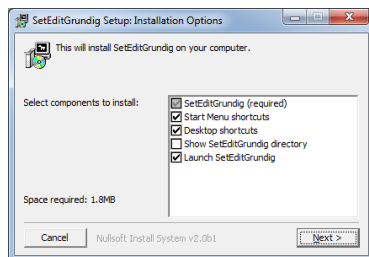 SetEditGrundig Setup: Installation Options
This will install SetEditGrundig on your computer.
Select components to install:
SetEditGrundig (required)
Start Menu shortcuts
Desktop shortcuts
Show SetEditGrundig directory
Launch SetEditGrundig
Space required: 1.8MB
Cancel
Nullsoft Install System v2.0b1
Next >